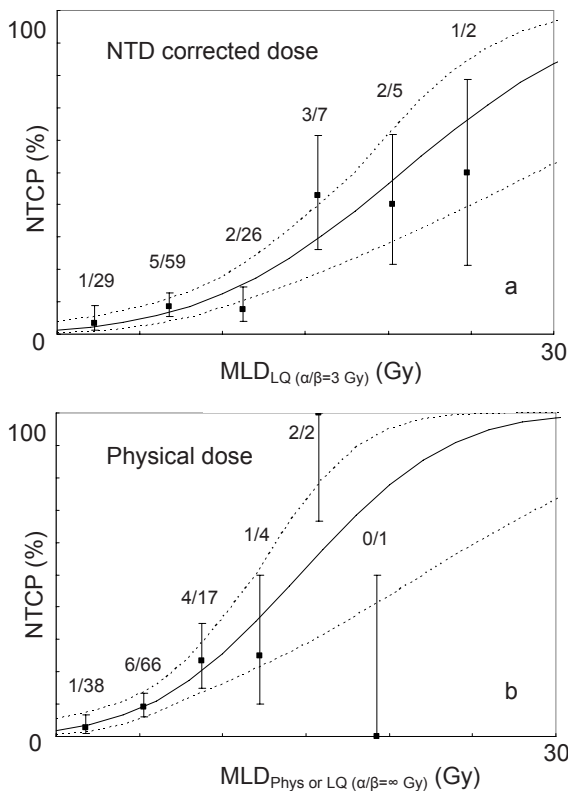 100
NTD corrected dose
1/2
2/5
3/7
2/26
5/59
1/29
NTCP (%)
a
0
30
MLD_LQ (α/β=3 Gy) (Gy)
100
Physical dose
2/2
0/1
1/4
4/17
6/66
1/38
NTCP (%)
b
0
30
MLD_Phys or LQ (α/β=∞ Gy) (Gy)